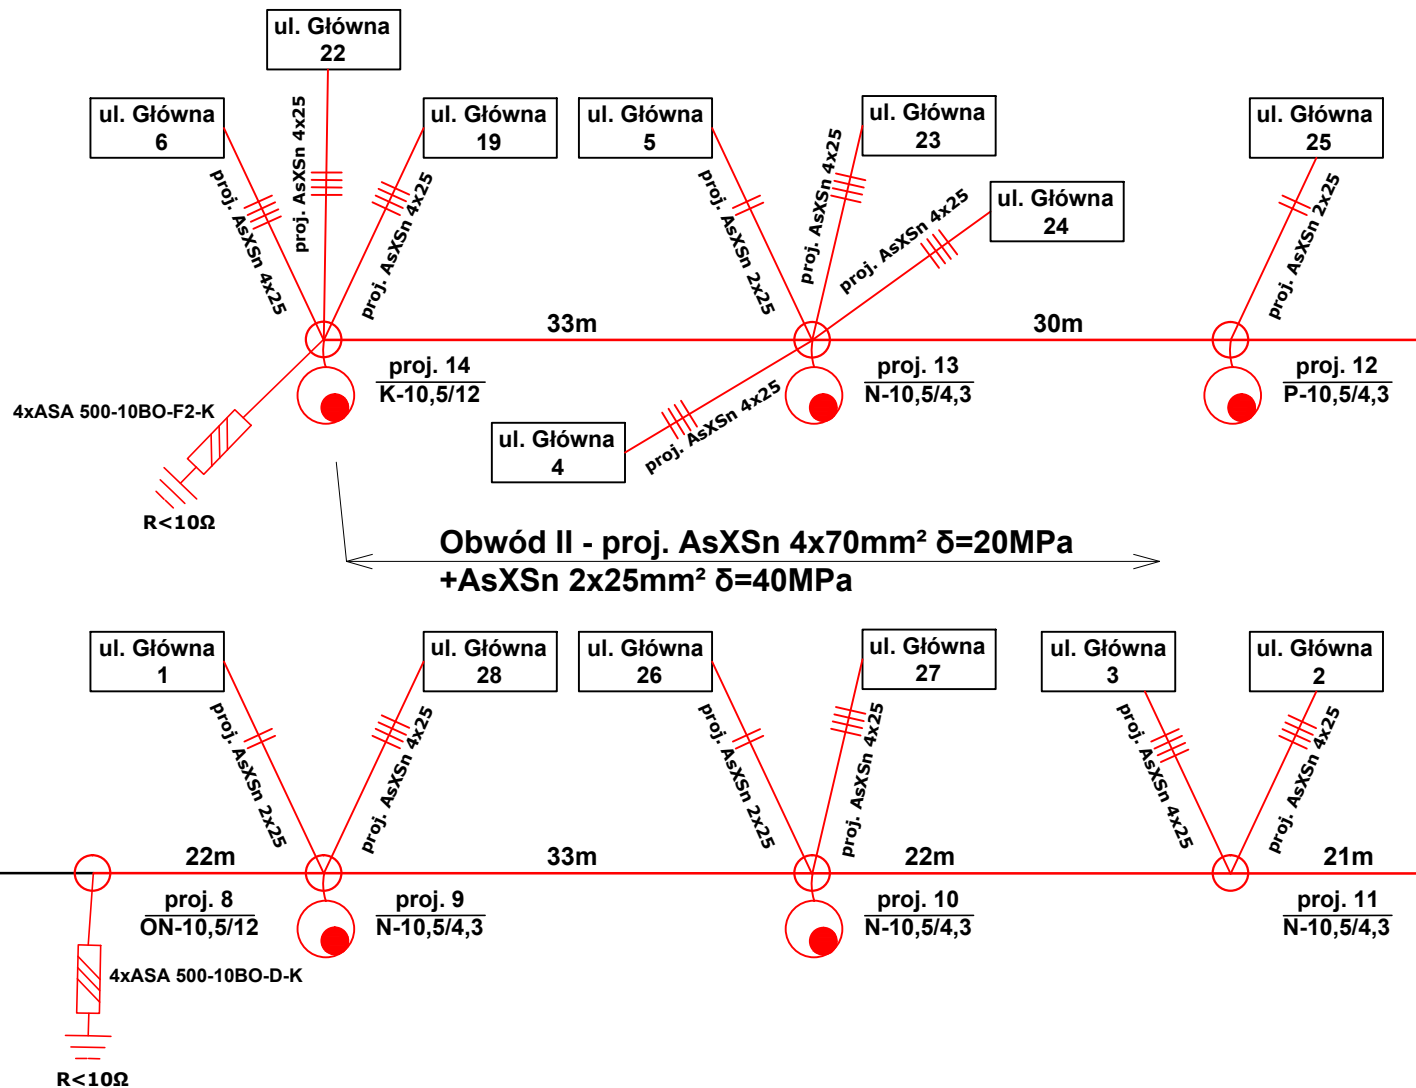 ul. Główna
22
ul. Główna
6
ul. Główna
19
ul. Główna
5
ul. Główna
23
ul. Główna
25
ul. Główna
24
proj. AsXSn 4x25
proj. AsXSn 4x25
proj. AsXSn 4x25
proj. AsXSn 2x25
proj. AsXSn 4x25
proj. AsXSn 4x25
proj. AsXSn 2x25
33m
30m
proj. 14
K-10,5/12
proj. 13
N-10,5/4,3
proj. 12
P-10,5/4,3
4xASA 500-10BO-F2-K
R<10Ω
ul. Główna
4
proj. AsXSn 4x25
Obwód II - proj. AsXSn 4x70mm² δ=20MPa
+AsXSn 2x25mm² δ=40MPa
ul. Główna
1
ul. Główna
28
ul. Główna
26
ul. Główna
27
ul. Główna
3
ul. Główna
2
proj. AsXSn 2x25
proj. AsXSn 4x25
proj. AsXSn 2x25
proj. AsXSn 4x25
proj. AsXSn 4x25
proj. AsXSn 4x25
22m
33m
22m
21m
proj. 8
ON-10,5/12
proj. 9
N-10,5/4,3
proj. 10
N-10,5/4,3
proj. 11
N-10,5/4,3
4xASA 500-10BO-D-K
R<10Ω